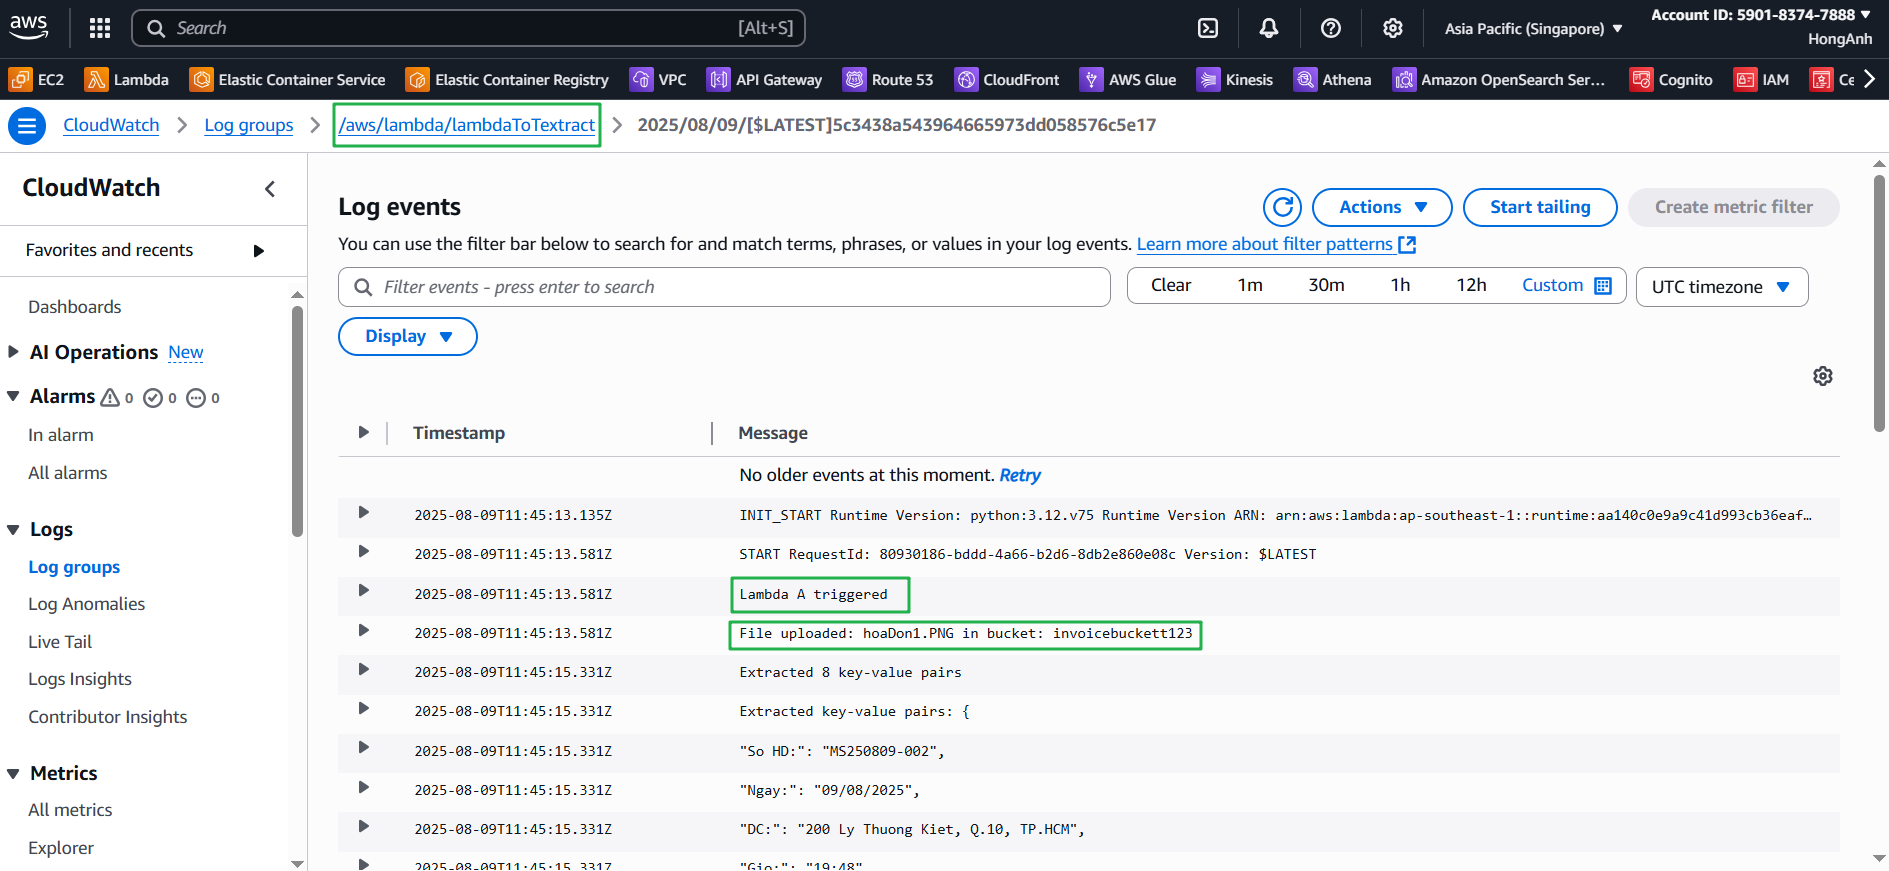 aws Search [Alt+S] Asia Pacific (Singapore) Account ID: 5901-8374-7888
HongAnh
EC2 Lambda Elastic Container Service Elastic Container Registry VPC API Gateway Route 53 CloudFront AWS Glue Kinesis Athena Amazon OpenSearch Ser... Cognito IAM Ce
CloudWatch Log groups /aws/lambda/lambdaToTextract 2025/08/09/[$LATEST]5c3438a543964665973dd058576c5e17
CloudWatch
Favorites and recents
Dashboards
AI Operations New
Alarms 0 0 0
In alarm
All alarms
Logs
Log groups
Log Anomalies
Live Tail
Logs Insights
Contributor Insights
Metrics
All metrics
Explorer
Log events
Actions Start tailing Create metric filter
You can use the filter bar below to search for and match terms, phrases, or values in your log events. Learn more about filter patterns
Filter events - press enter to search Clear 1m 30m 1h 12h Custom UTC timezone
Display
Timestamp Message
No older events at this moment. Retry
2025-08-09T11:45:13.135Z INIT_START Runtime Version: python:3.12.v75 Runtime Version ARN: arn:aws:lambda:ap-southeast-1::runtime:aa140c0e9a9c41d993cb36eaf…
2025-08-09T11:45:13.581Z START RequestId: 80930186-bddd-4a66-b2d6-8db2e860e08c Version: $LATEST
2025-08-09T11:45:13.581Z Lambda A triggered
2025-08-09T11:45:13.581Z File uploaded: hoaDon1.PNG in bucket: invoicebuckett123
2025-08-09T11:45:15.331Z Extracted 8 key-value pairs
2025-08-09T11:45:15.331Z Extracted key-value pairs: {
2025-08-09T11:45:15.331Z "So HD:": "MS250809-002",
2025-08-09T11:45:15.331Z "Ngay:": "09/08/2025",
2025-08-09T11:45:15.331Z "DC:": "200 Ly Thuong Kiet, Q.10, TP.HCM",
2025-08-09T11:45:15.331Z "Gio:": "19:48"